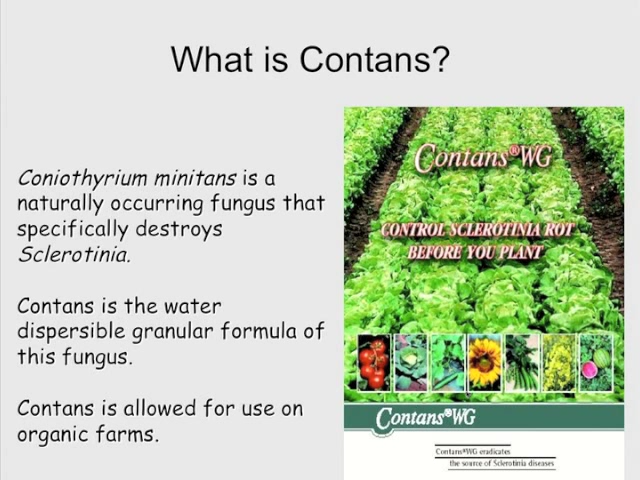 What is Contans?
Coniothyrium minitans is a
naturally occurring fungus that
specifically destroys
Sclerotinia.
Contans is the water
dispersible granular formula of
this fungus.
Contans is allowed for use on
organic farms.
Contans®WG
CONTROL SCLEROTINIA ROT
BEFORE YOU PLANT
Contans®WG
Contans®WG eradicates
the source of Sclerotinia diseases